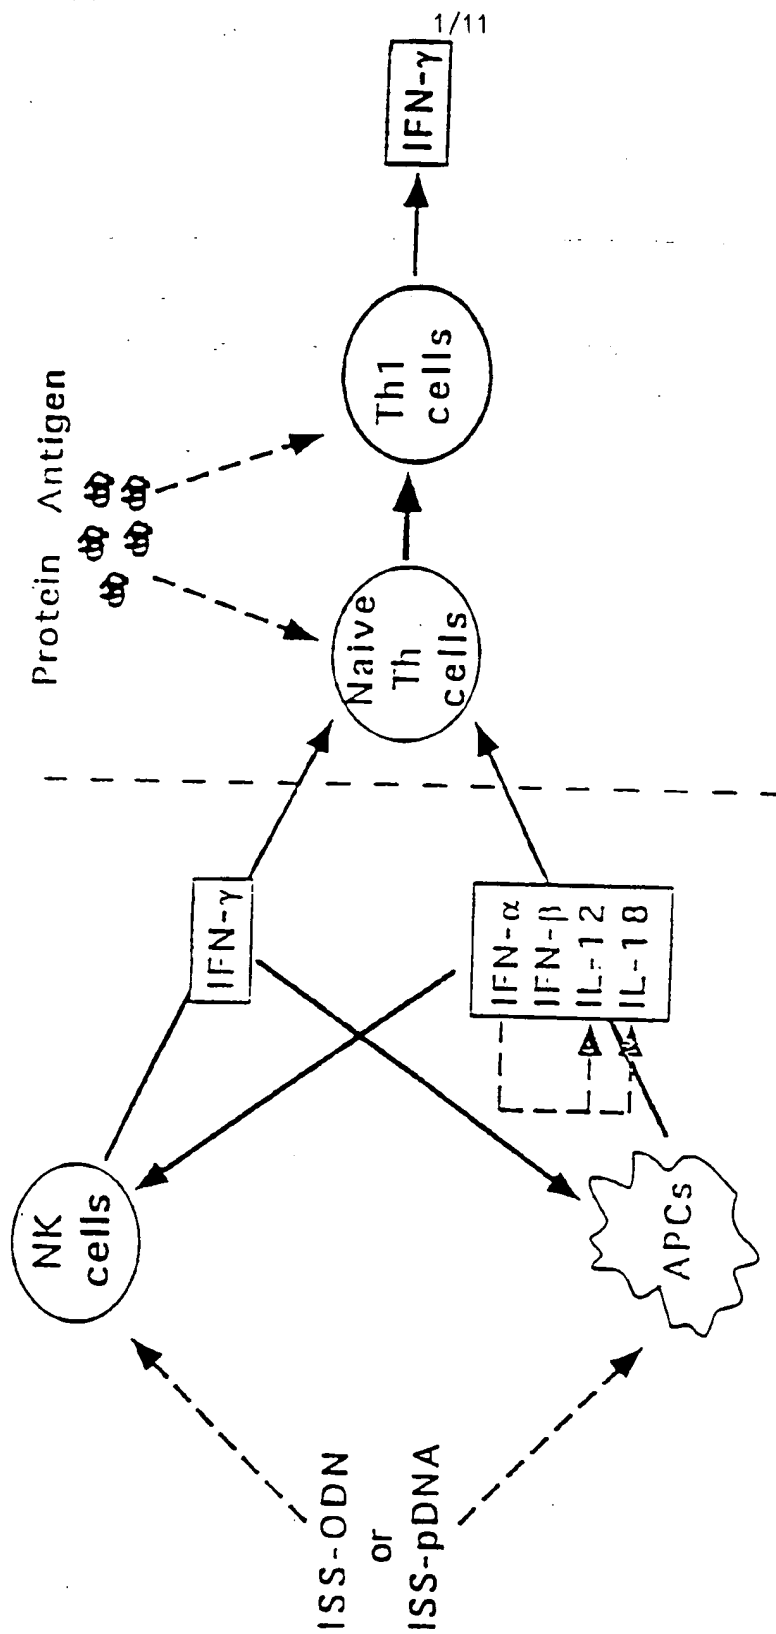 1/11
ISS-ODN
or
ISS-pDNA
NK
cells
APCs
IFN-γ
IFN-α
IFN-β
IL-12
IL-18
Protein Antigen
Naive
Th
cells
Th1
cells
IFN-γ